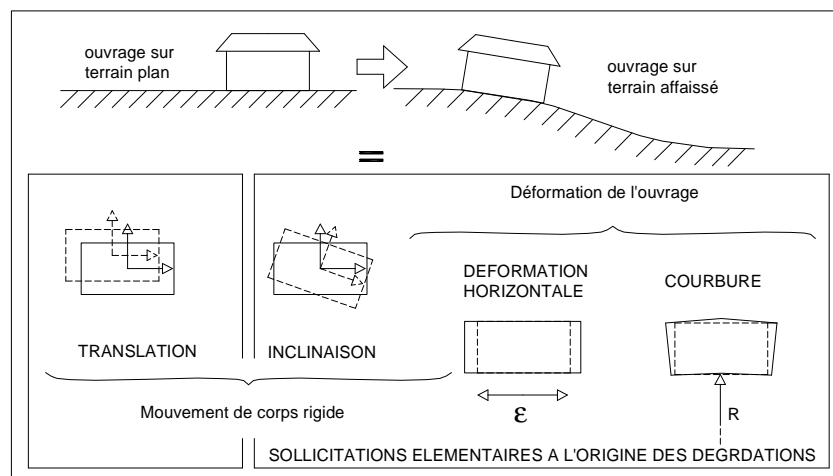 ouvrage sur
terrain plan
ouvrage sur
terrain affaissé
=
Déformation de l'ouvrage
DEFORMATION
HORIZONTALE
COURBURE
TRANSLATION
INCLINAISON
Mouvement de corps rigide
ε
R
SOLLICITATIONS ELEMENTAIRES A L'ORIGINE DES DEGRDATIONS